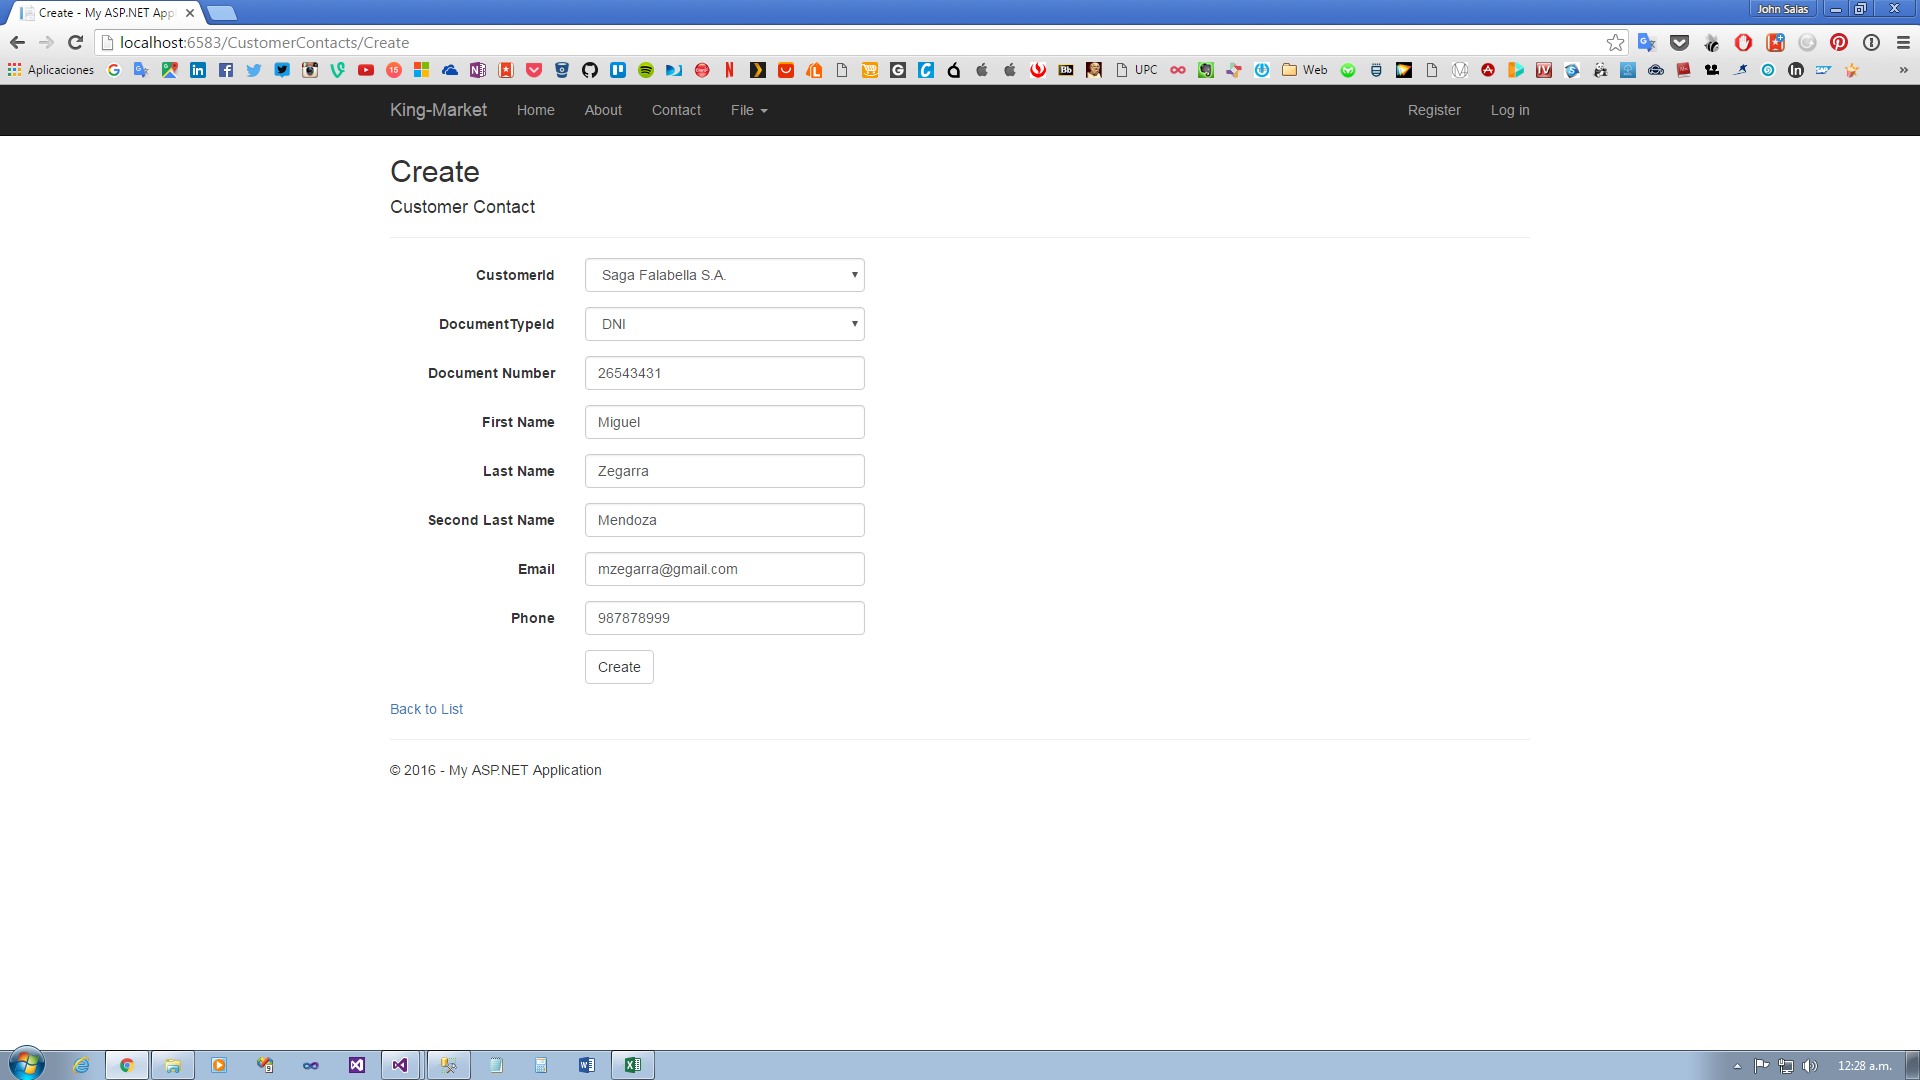 Create - My ASP.NET App
John Salas
localhost:6583/CustomerContacts/Create
Aplicaciones
UPC
Web
King-Market Home About Contact File Register Log in
Create
Customer Contact
CustomerId Saga Falabella S.A.
DocumentTypeId DNI
Document Number 26543431
First Name Miguel
Last Name Zegarra
Second Last Name Mendoza
Email mzegarra@gmail.com
Phone 987878999
Create
Back to List
© 2016 - My ASP.NET Application
12:28 a.m.